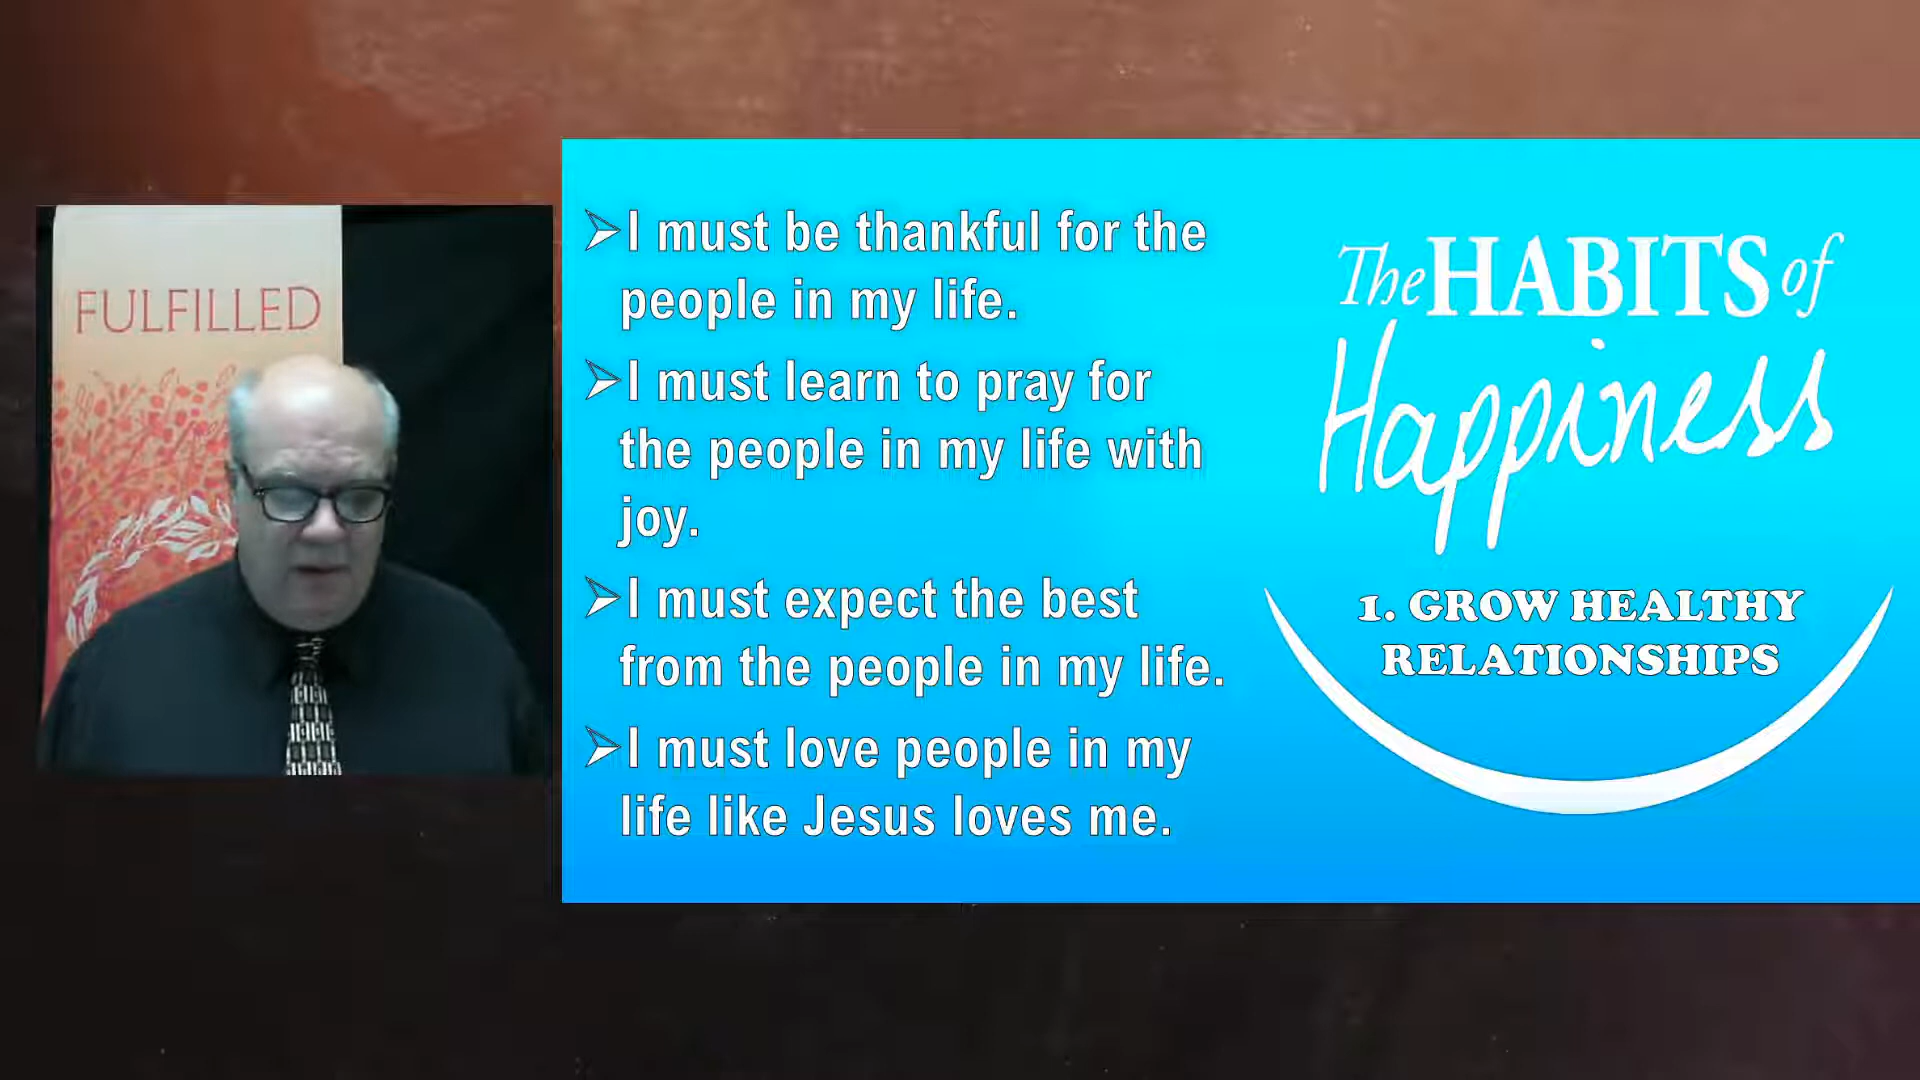 FULFILLED
➢I must be thankful for the
people in my life.
➢I must learn to pray for
the people in my life with
joy.
➢I must expect the best
from the people in my life.
➢I must love people in my
life like Jesus loves me.
The HABITS of
Happiness
1. GROW HEALTHY
RELATIONSHIPS